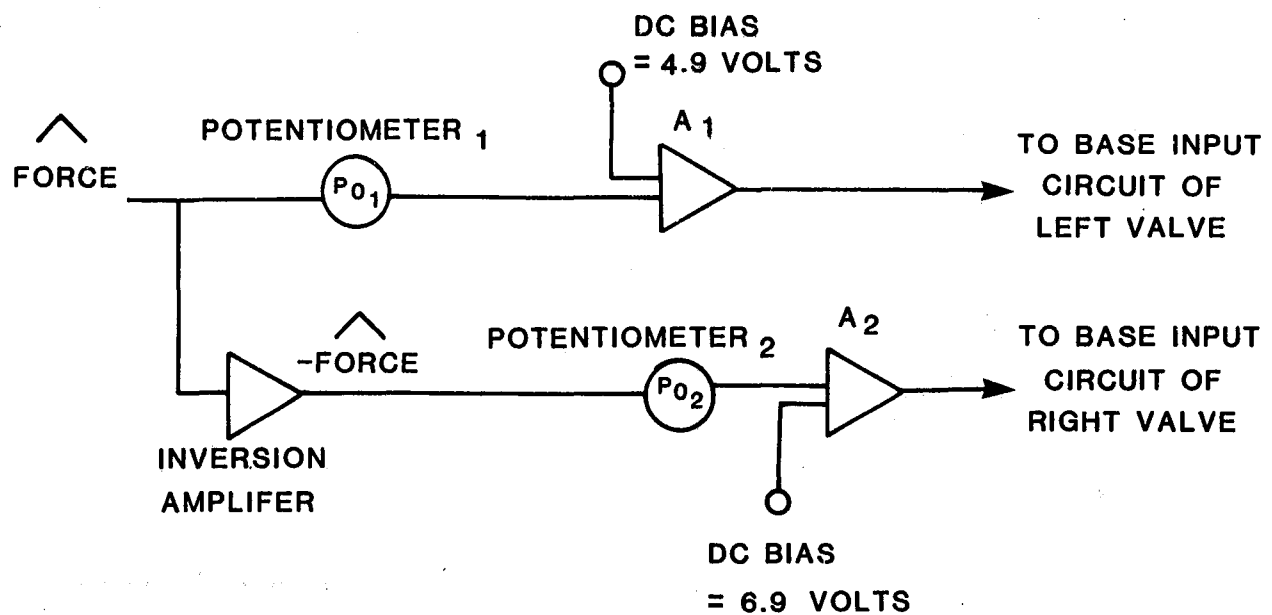 DC BIAS
= 4.9 VOLTS
POTENTIOMETER 1
A 1
FORCE
PO1
TO BASE INPUT
CIRCUIT OF
LEFT VALVE
-FORCE
POTENTIOMETER 2
A 2
PO2
TO BASE INPUT
CIRCUIT OF
RIGHT VALVE
INVERSION
AMPLIFER
DC BIAS
= 6.9 VOLTS